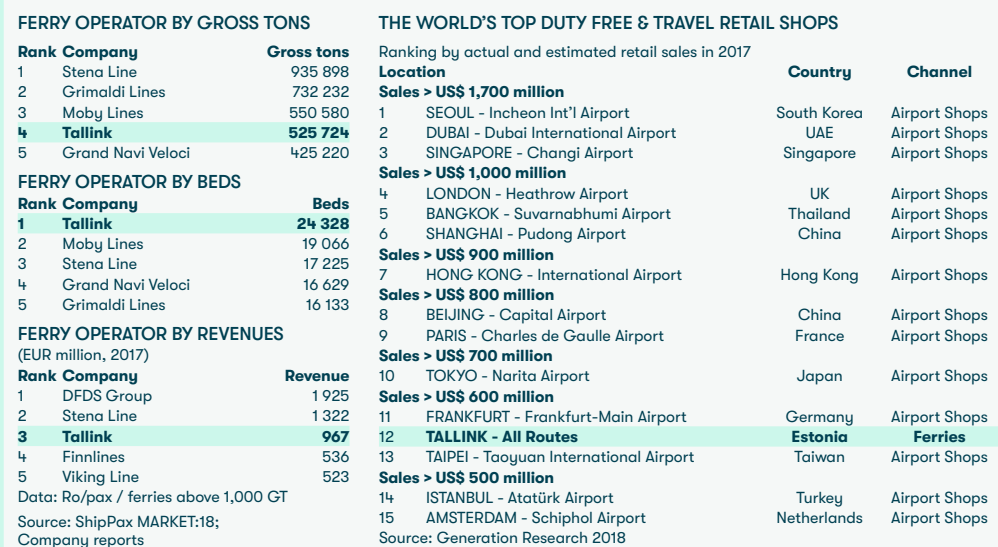 FERRY OPERATOR BY GROSS TONS
Rank Company Gross tons
1 Stena Line 935 898
2 Grimaldi Lines 732 232
3 Moby Lines 550 580
4 Tallink 525 724
5 Grand Navi Veloci 425 220
FERRY OPERATOR BY BEDS
Rank Company Beds
1 Tallink 24 328
2 Moby Lines 19 066
3 Stena Line 17 225
4 Grand Navi Veloci 16 629
5 Grimaldi Lines 16 133
FERRY OPERATOR BY REVENUES
(EUR million, 2017)
Rank Company Revenue
1 DFDS Group 1 925
2 Stena Line 1 322
3 Tallink 967
4 Finnlines 536
5 Viking Line 523
Data: Ro/pax / ferries above 1,000 GT
Source: ShipPax MARKET:18;
Company reports
THE WORLD'S TOP DUTY FREE & TRAVEL RETAIL SHOPS
Ranking by actual and estimated retail sales in 2017
Location Country Channel
Sales > US$ 1,700 million
1 SEOUL - Incheon Int'l Airport South Korea Airport Shops
2 DUBAI - Dubai International Airport UAE Airport Shops
3 SINGAPORE - Changi Airport Singapore Airport Shops
Sales > US$ 1,000 million
4 LONDON - Heathrow Airport UK Airport Shops
5 BANGKOK - Suvarnabhumi Airport Thailand Airport Shops
6 SHANGHAI - Pudong Airport China Airport Shops
Sales > US$ 900 million
7 HONG KONG - International Airport Hong Kong Airport Shops
Sales > US$ 800 million
8 BEIJING - Capital Airport China Airport Shops
9 PARIS - Charles de Gaulle Airport France Airport Shops
Sales > US$ 700 million
10 TOKYO - Narita Airport Japan Airport Shops
Sales > US$ 600 million
11 FRANKFURT - Frankfurt-Main Airport Germany Airport Shops
12 TALLINK - All Routes Estonia Ferries
13 TAIPEI - Taoyuan International Airport Taiwan Airport Shops
Sales > US$ 500 million
14 ISTANBUL - Atatürk Airport Turkey Airport Shops
15 AMSTERDAM - Schiphol Airport Netherlands Airport Shops
Source: Generation Research 2018